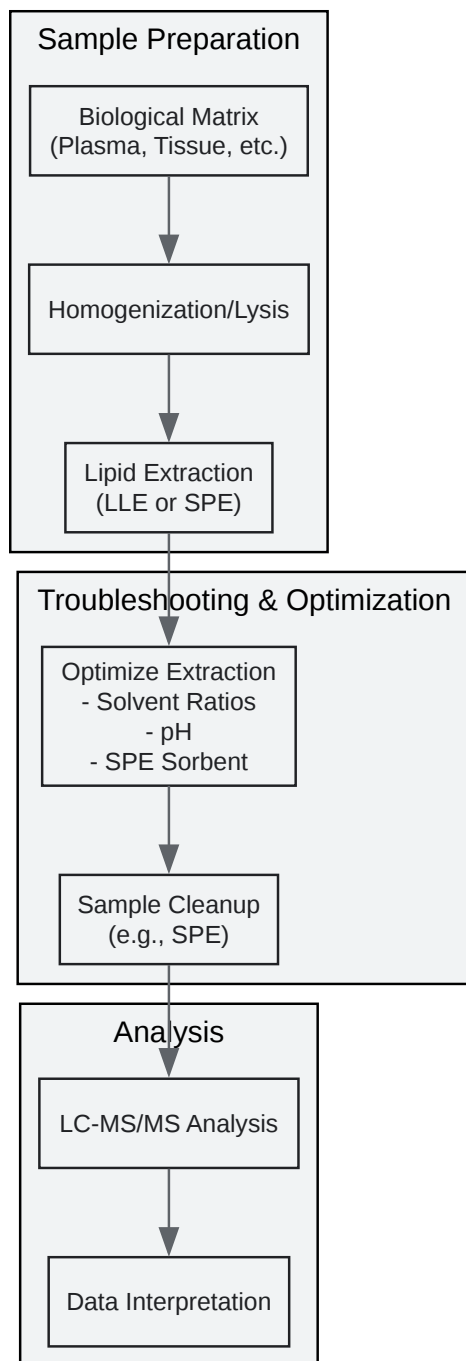 Sample Preparation
Biological Matrix
(Plasma, Tissue, etc.)
Homogenization/Lysis
Lipid Extraction
(LLE or SPE)
Troubleshooting & Optimization
Optimize Extraction
- Solvent Ratios
- pH
- SPE Sorbent
Sample Cleanup
(e.g., SPE)
Analysis
LC-MS/MS Analysis
Data Interpretation